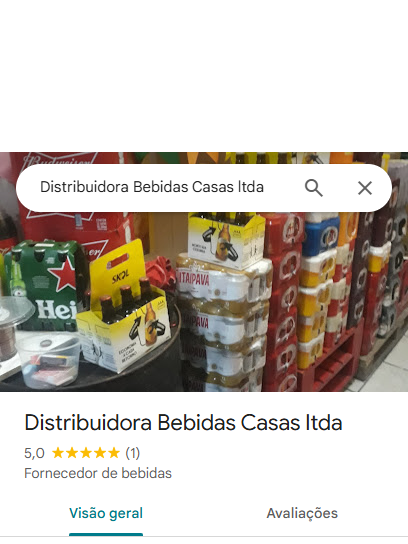 Budweiser
Distribuidora Bebidas Casas ltda
SKOL
Hei
ITAIPAVA
ITAIPAVA
Distribuidora Bebidas Casas ltda
5,0 ★★★★★ (1)
Fornecedor de bebidas
Visão geral
Avaliações